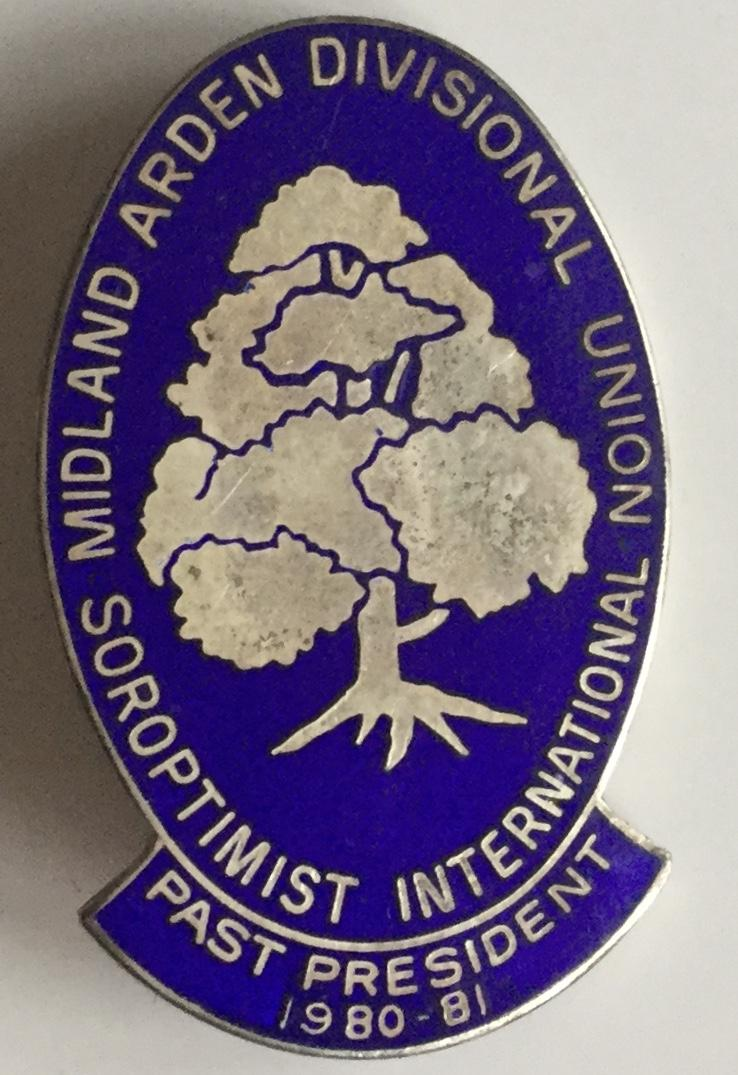 MIDLAND ARDEN DIVISIONAL UNION
SOROPTIMIST INTERNATIONAL
PAST PRESIDENT
1980-81